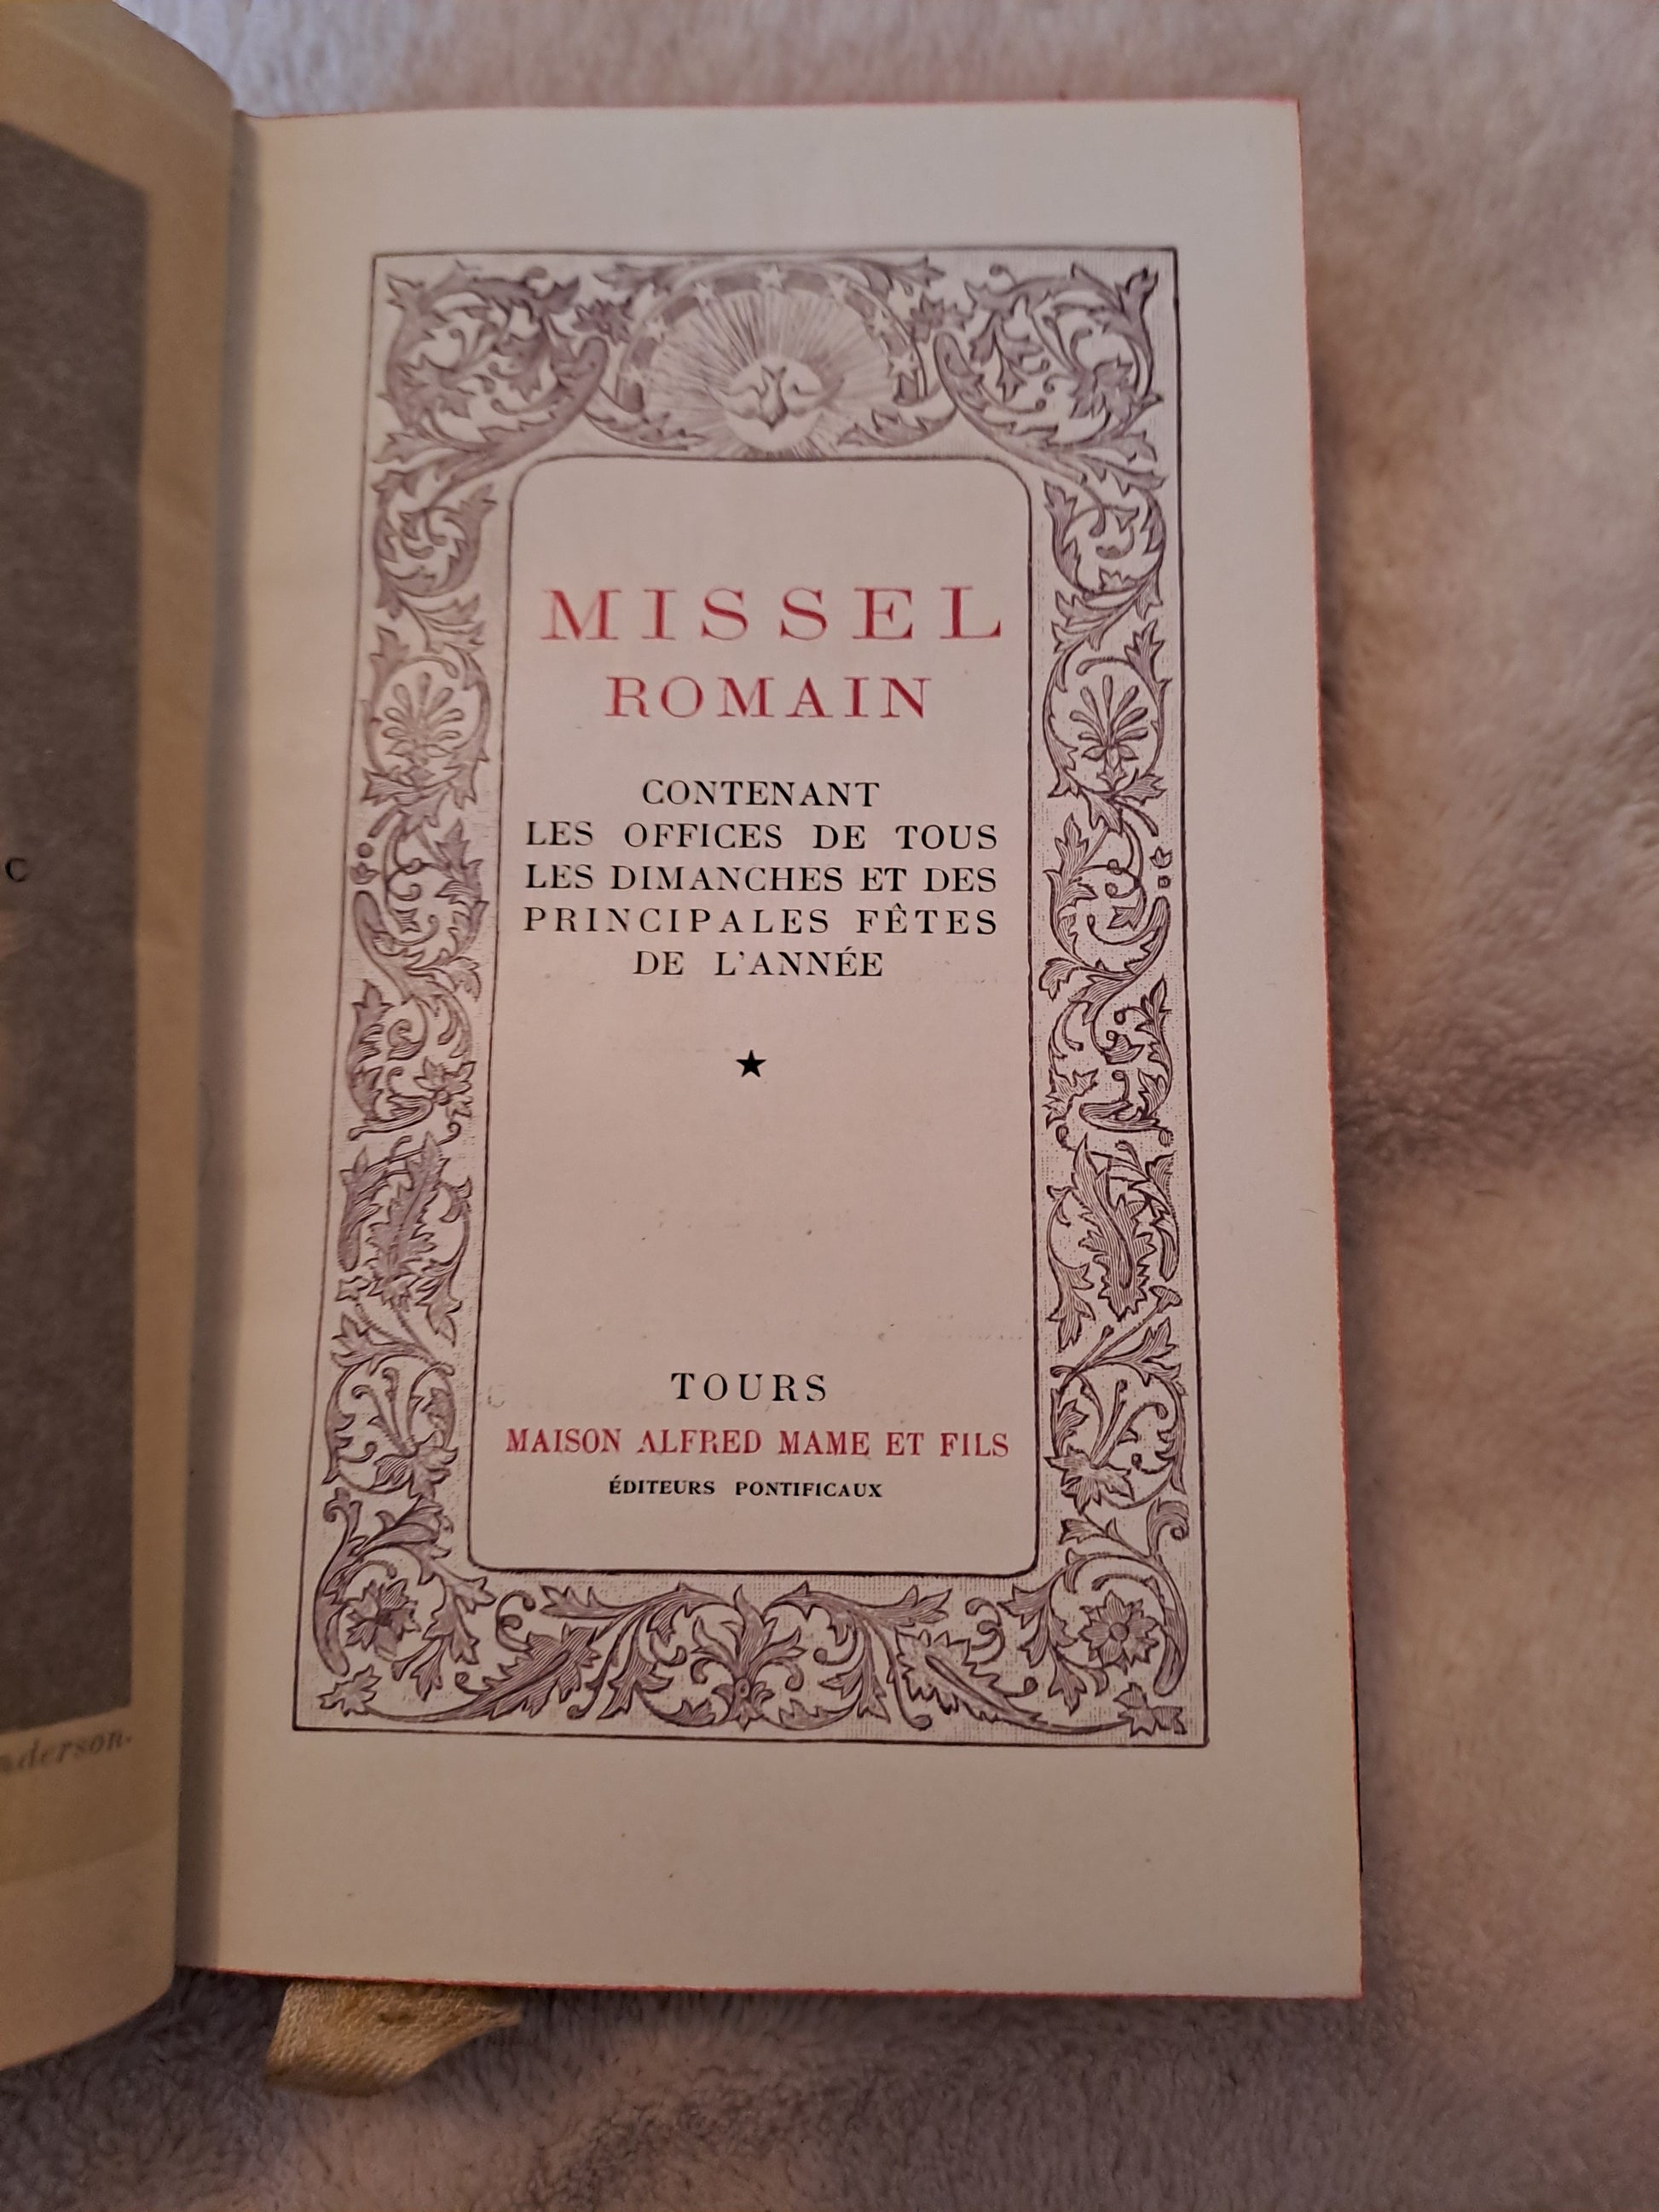 C
nderson.
MISSEL
ROMAIN
CONTENANT
LES OFFICES DE TOUS
LES DIMANCHES ET DES
PRINCIPALES FÊTES
DE L'ANNÉE
★
TOURS
MAISON ALFRED MAME ET FILS
ÉDITEURS PONTIFICAUX